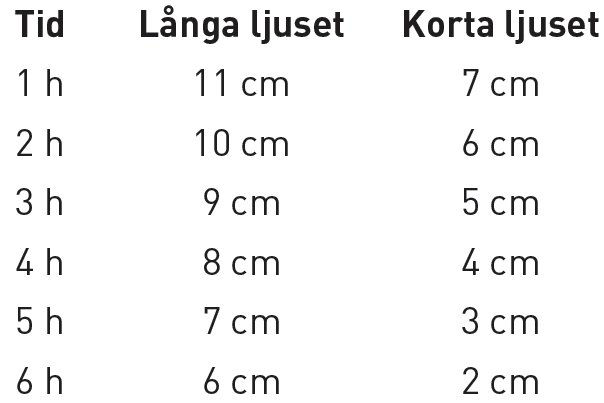 Tid Långa ljuset Korta ljuset
1 h 11 cm 7 cm
2 h 10 cm 6 cm
3 h 9 cm 5 cm
4 h 8 cm 4 cm
5 h 7 cm 3 cm
6 h 6 cm 2 cm